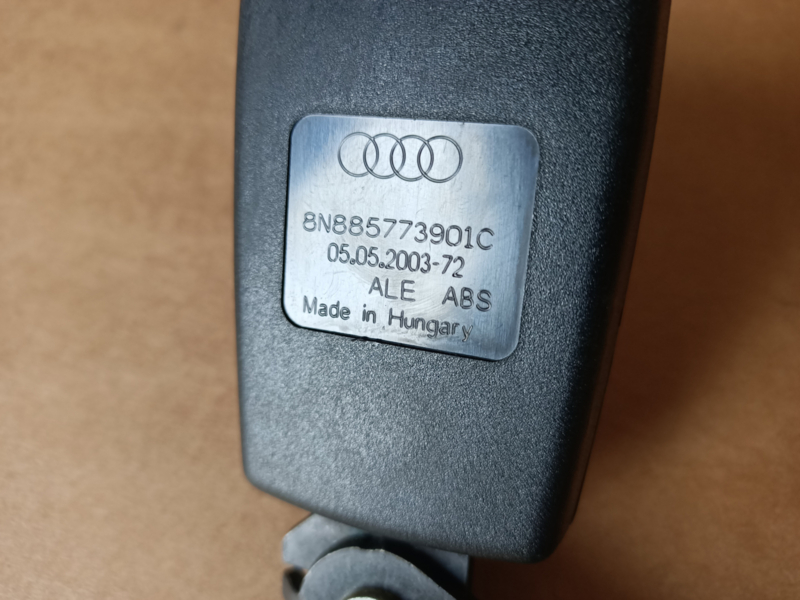 8N885773901C
05.05.2003-72
ALE ABS
Made in Hungary